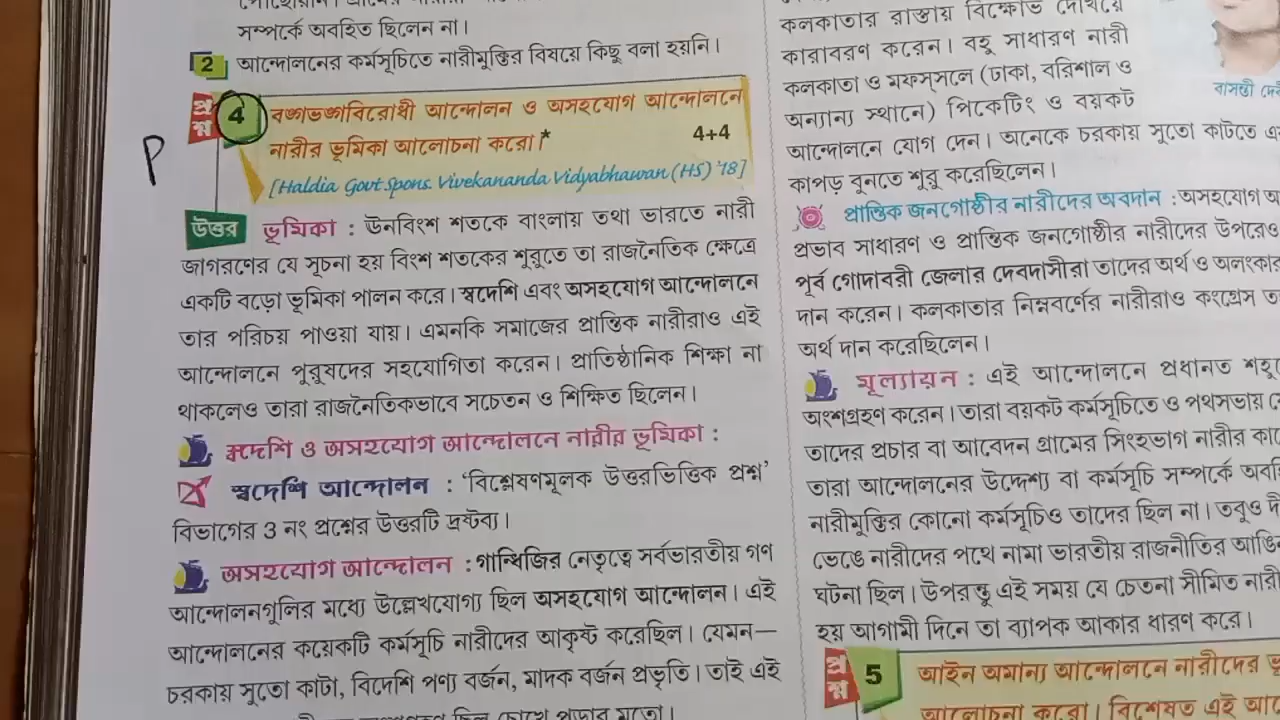 সম্পর্কে অবহিত ছিলেন না।
2 আন্দোলনের কর্মসূচিতে নারীমুক্তির বিষয়ে কিছু বলা হয়নি।
P
প্রশ্ন 4 বঙ্গভঙ্গবিরোধী আন্দোলন ও অসহযোগ আন্দোলনে
নারীর ভূমিকা আলোচনা করো।* 4+4
[Haldia Govt Spons. Vivekananda Vidyabhawan (HS) '18]
উত্তর ভূমিকা : ঊনবিংশ শতকে বাংলায় তথা ভারতে নারী
জাগরণের যে সূচনা হয় বিংশ শতকের শুরুতে তা রাজনৈতিক ক্ষেত্রে
একটি বড়ো ভূমিকা পালন করে। স্বদেশি এবং অসহযোগ আন্দোলনে
তার পরিচয় পাওয়া যায়। এমনকি সমাজের প্রান্তিক নারীরাও এই
আন্দোলনে পুরুষদের সহযোগিতা করেন। প্রাতিষ্ঠানিক শিক্ষা না
থাকলেও তারা রাজনৈতিকভাবে সচেতন ও শিক্ষিত ছিলেন।
স্বদেশি ও অসহযোগ আন্দোলনে নারীর ভূমিকা :
স্বদেশি আন্দোলন : 'বিশ্লেষণমূলক উত্তরভিত্তিক প্রশ্ন'
বিভাগের 3 নং প্রশ্নের উত্তরটি দ্রষ্টব্য।
অসহযোগ আন্দোলন : গান্ধিজির নেতৃত্বে সর্বভারতীয় গণ
আন্দোলনগুলির মধ্যে উল্লেখযোগ্য ছিল অসহযোগ আন্দোলন। এই
আন্দোলনের কয়েকটি কর্মসূচি নারীদের আকৃষ্ট করেছিল। যেমন—
চরকায় সুতো কাটা, বিদেশি পণ্য বর্জন, মাদক বর্জন প্রভৃতি। তাই এই
ছিল চোখে পড়ার মতো।
কলকাতার রাস্তায় বিক্ষোভ দেখিয়ে
কারাবরণ করেন। বহু সাধারণ নারী
কলকাতা ও মফস্সলে (ঢাকা, বরিশাল ও
অন্যান্য স্থানে) পিকেটিং ও বয়কট
আন্দোলনে যোগ দেন। অনেকে চরকায় সুতো কাটতে
কাপড় বুনতে শুরু করেছিলেন।
বাসন্তী
প্রান্তিক জনগোষ্ঠীর নারীদের অবদান : অসহযোগ
প্রভাব সাধারণ ও প্রান্তিক জনগোষ্ঠীর নারীদের উপরেও
পূর্ব গোদাবরী জেলার দেবদাসীরা তাদের অর্থ ও অলংকার
দান করেন। কলকাতার নিম্নবর্ণের নারীরাও কংগ্রেস
অর্থ দান করেছিলেন।
মূল্যায়ন : এই আন্দোলনে প্রধানত
অংশগ্রহণ করেন। তারা বয়কট কর্মসূচিতে ও পথসভায়
তাদের প্রচার বা আবেদন গ্রামের সিংহভাগ নারীর
তারা আন্দোলনের উদ্দেশ্য বা কর্মসূচি সম্পর্কে
নারীমুক্তির কোনো কর্মসূচিও তাদের ছিল না। তবুও
ভেঙে নারীদের পথে নামা ভারতীয় রাজনীতির
ঘটনা ছিল। উপরন্তু এই সময় যে চেতনা সীমিত নারী
হয় আগামী দিনে তা ব্যাপক আকার ধারণ করে।
প্রশ্ন 5 আইন অমান্য আন্দোলনে নারীদের
আলোচনা করো। বিশেষত এই